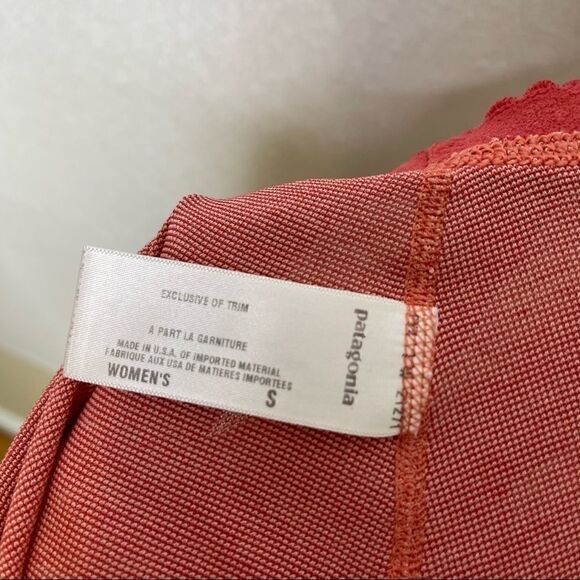 EXCLUSIVE OF TRIM
A PART LA GARNITURE
MADE IN U.S.A. OF IMPORTED MATERIAL
FABRIQUE AUX USA DE MATIERES IMPORTEES
WOMEN'S S
patagonia